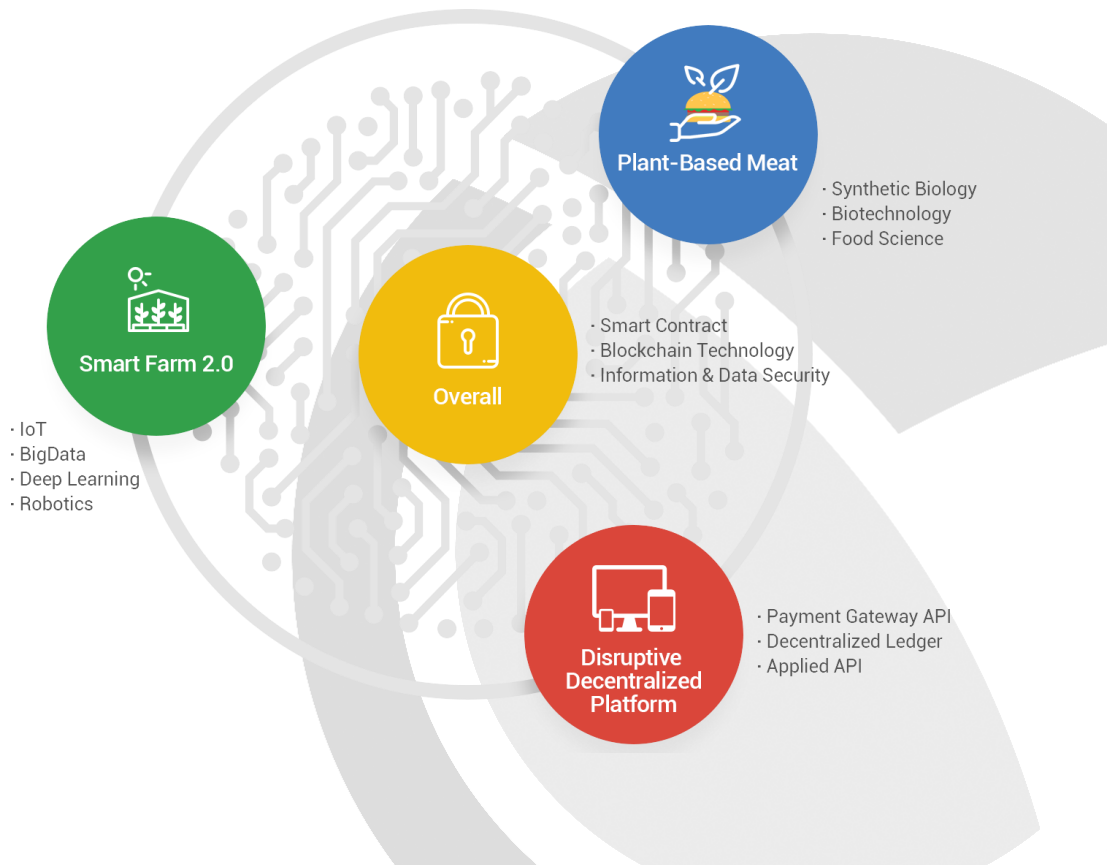 Plant-Based Meat
· Synthetic Biology
· Biotechnology
· Food Science
Smart Farm 2.0
· IoT
· BigData
· Deep Learning
· Robotics
Overall
· Smart Contract
· Blockchain Technology
· Information & Data Security
Disruptive
Decentralized
Platform
· Payment Gateway API
· Decentralized Ledger
· Applied API